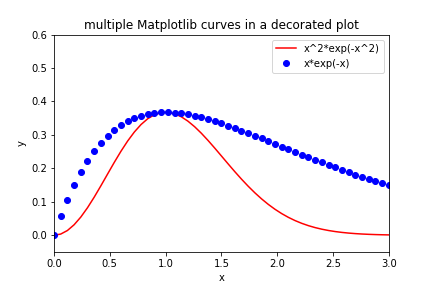 multiple Matplotlib curves in a decorated plot
x^2*exp(-x^2)
x*exp(-x)
y
0.6
0.5
0.4
0.3
0.2
0.1
0.0
0.0 0.5 1.0 1.5 2.0 2.5 3.0
x